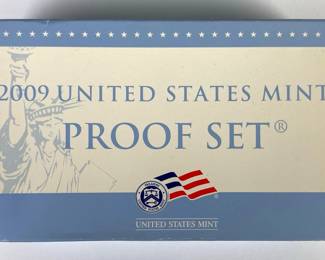 2009 UNITED STATES MINT
PROOF SET®
UNITED STATES MINT